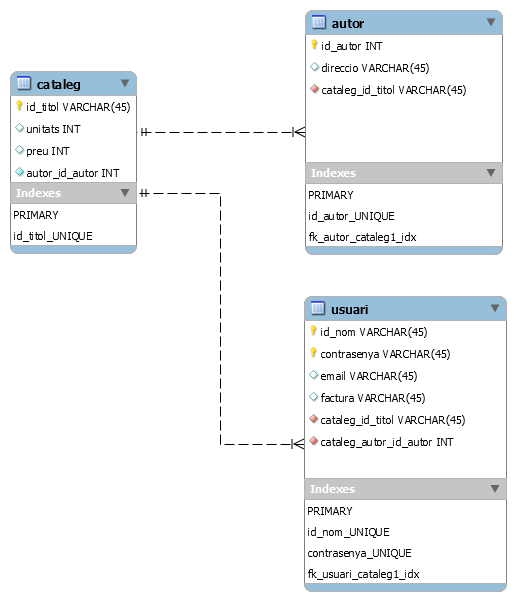 cataleg
id_titol VARCHAR(45)
unitats INT
preu INT
autor_id_autor INT
Indexes
PRIMARY
id_titol_UNIQUE
autor
id_autor INT
direccio VARCHAR(45)
cataleg_id_titol VARCHAR(45)
Indexes
PRIMARY
id_autor_UNIQUE
fk_autor_cataleg1_idx
usuari
id_nom VARCHAR(45)
contrasenya VARCHAR(45)
email VARCHAR(45)
factura VARCHAR(45)
cataleg_id_titol VARCHAR(45)
cataleg_autor_id_autor INT
Indexes
PRIMARY
id_nom_UNIQUE
contrasenya_UNIQUE
fk_usuari_cataleg1_idx